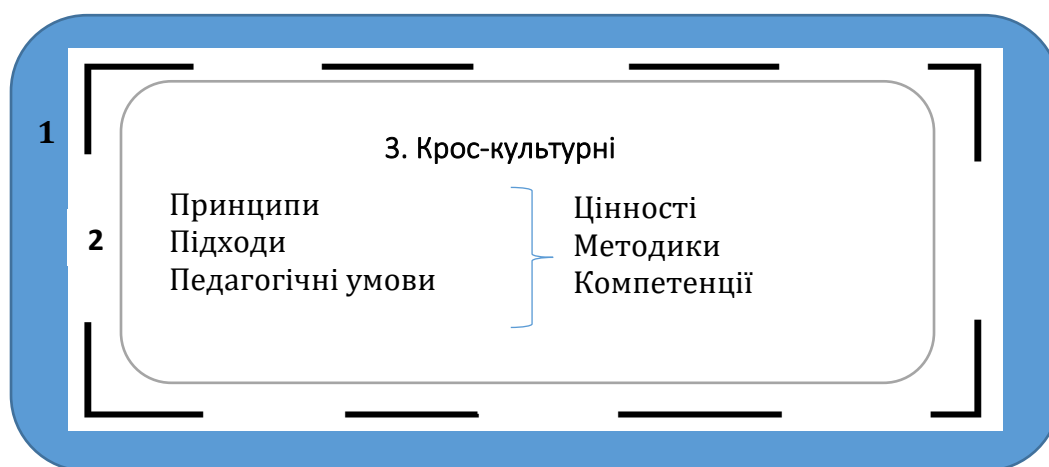 1
3. Крос-культурні
Принципи
Підходи
Педагогічні умови
Цінності
Методики
Компетенції
2